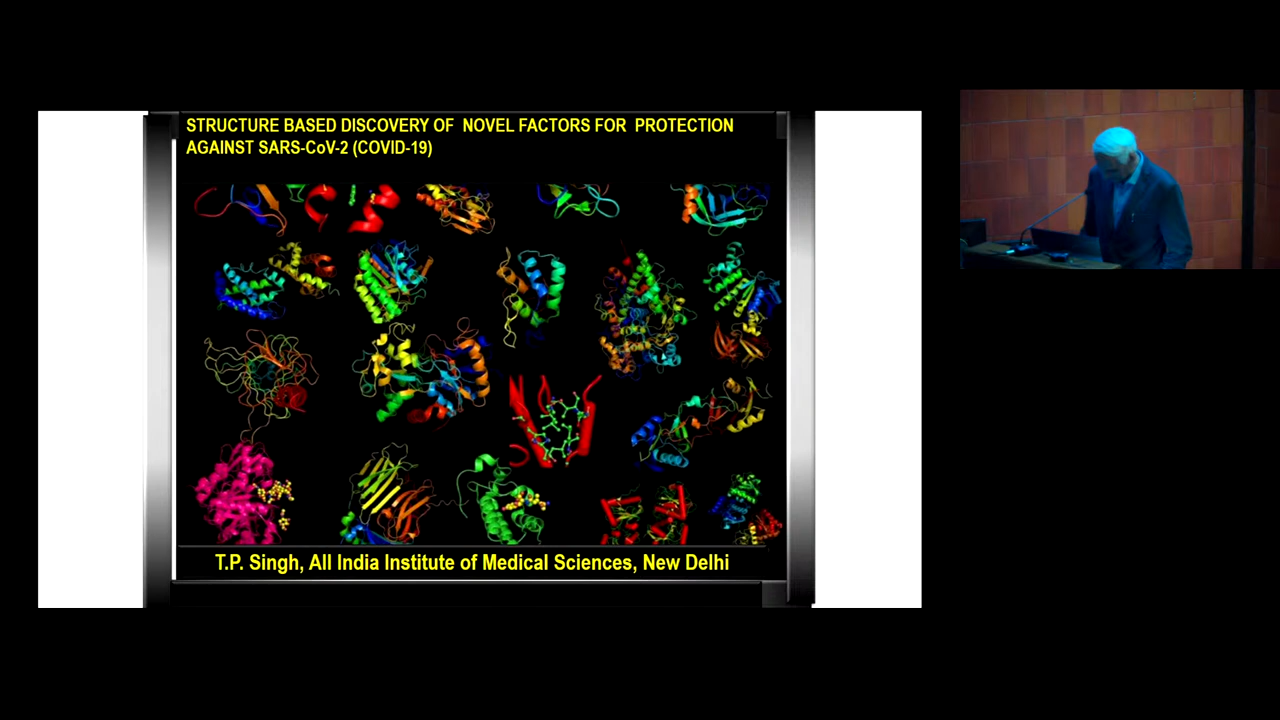 STRUCTURE BASED DISCOVERY OF NOVEL FACTORS FOR PROTECTION
AGAINST SARS-CoV-2 (COVID-19)
T.P. Singh, All India Institute of Medical Sciences, New Delhi